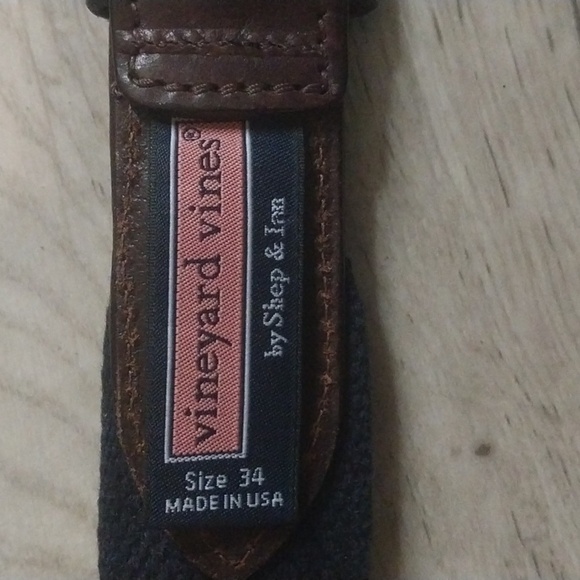 vineyard vines®
by Shep & Ian
Size 34
MADE IN USA